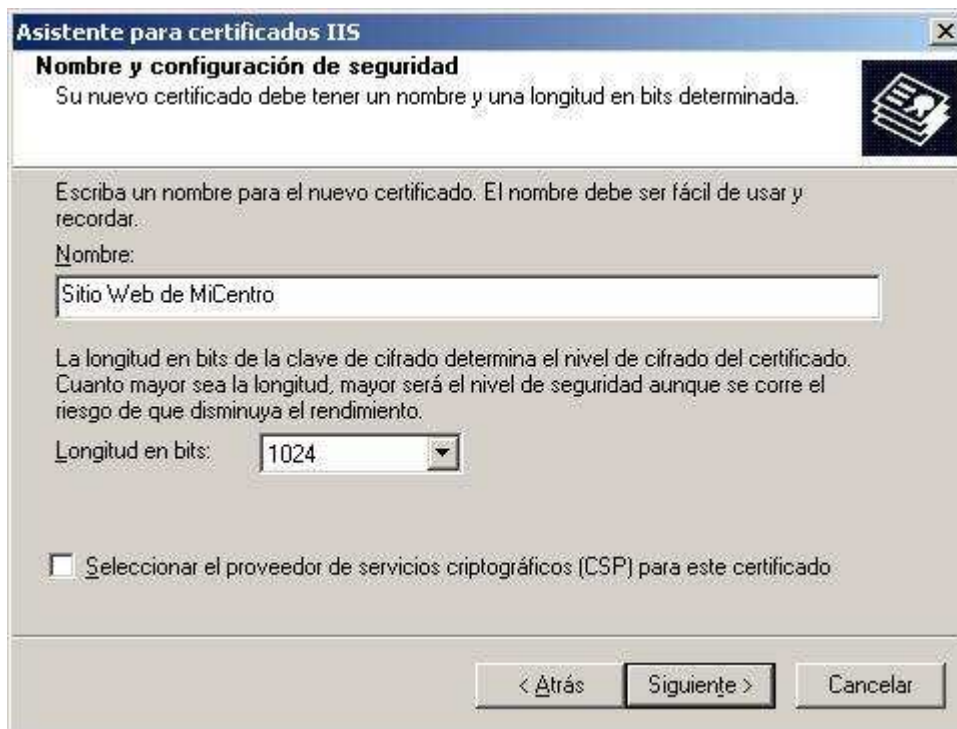 Asistente para certificados IIS
Nombre y configuración de seguridad
Su nuevo certificado debe tener un nombre y una longitud en bits determinada.
Escriba un nombre para el nuevo certificado. El nombre debe ser fácil de usar y
recordar.
Nombre:
Sitio Web de MiCentro
La longitud en bits de la clave de cifrado determina el nivel de cifrado del certificado.
Cuanto mayor sea la longitud, mayor será el nivel de seguridad aunque se corre el
riesgo de que disminuya el rendimiento.
Longitud en bits: 1024
Seleccionar el proveedor de servicios criptográficos (CSP) para este certificado
< Atrás Siguiente > Cancelar